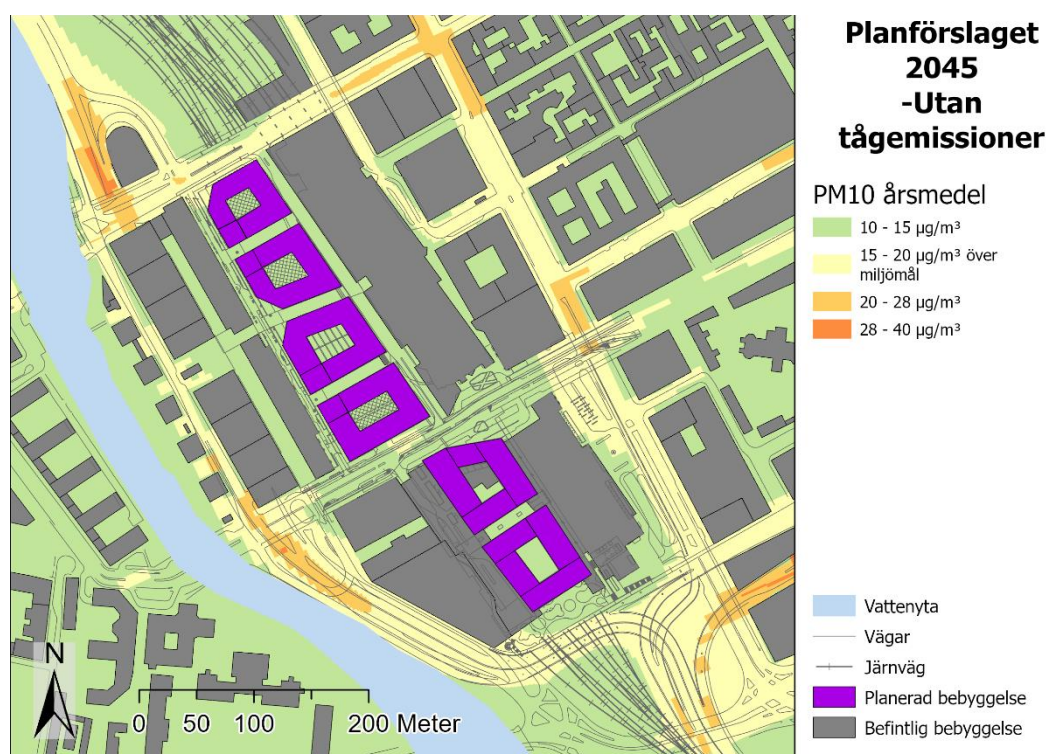 Planförslaget
2045
-Utan
tågemissioner
PM10 årsmedel
10 - 15 µg/m³
15 - 20 µg/m³ över
miljömål
20 - 28 µg/m³
28 - 40 µg/m³
Vattenyta
Vägar
Järnväg
Planerad bebyggelse
Befintlig bebyggelse
N
0 50 100 200 Meter